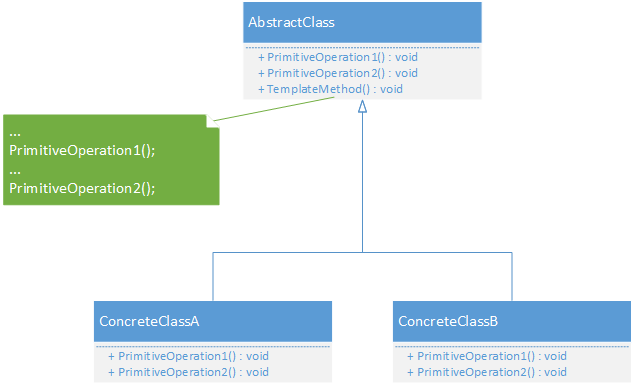 AbstractClass
+ PrimitiveOperation1() : void
+ PrimitiveOperation2() : void
+ TemplateMethod() : void
...
PrimitiveOperation1();
...
PrimitiveOperation2();
ConcreteClassA
+ PrimitiveOperation1() : void
+ PrimitiveOperation2() : void
ConcreteClassB
+ PrimitiveOperation1() : void
+ PrimitiveOperation2() : void